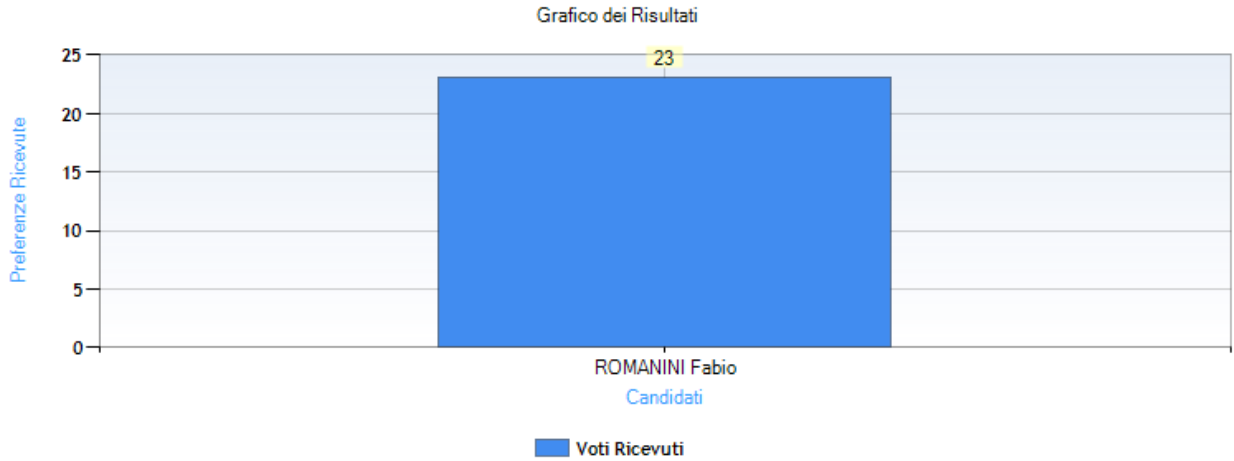 Grafico dei Risultati
25
23
20
15
10
5
0
Preferenze Ricevute
ROMANINI Fabio
Candidati
Voti Ricevuti